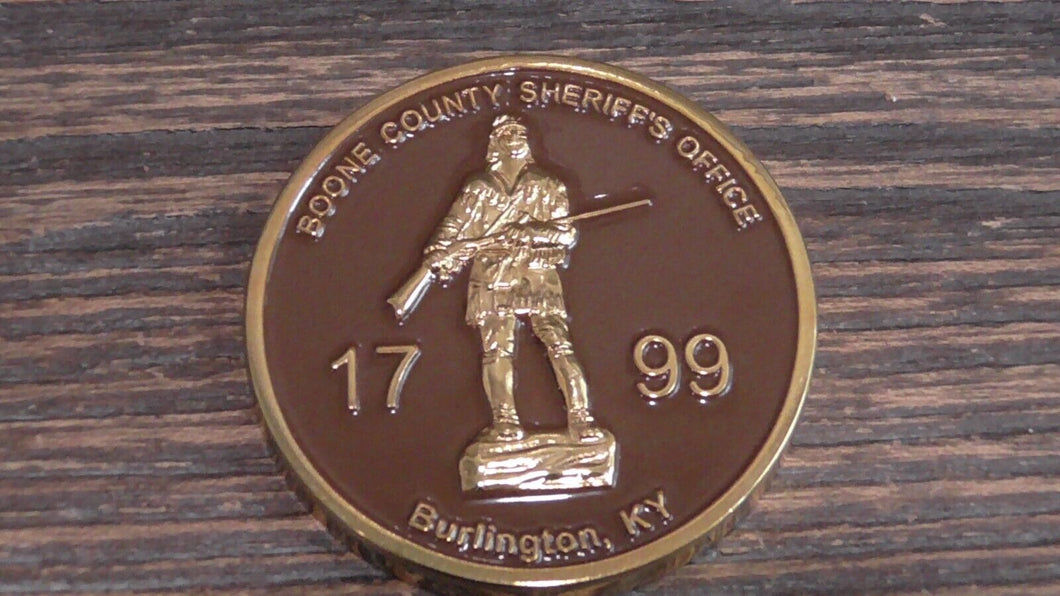 BOONE COUNTY SHERIFF'S OFFICE
17 99
Burlington, KY